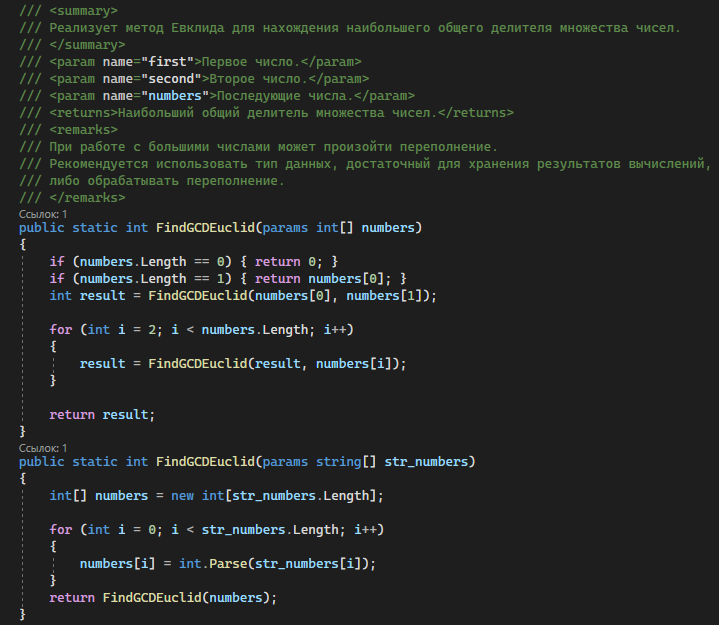 /// <summary>
/// Реализует метод Евклида для нахождения наибольшего общего делителя множества чисел.
/// </summary>
/// <param name="first">Первое число.</param>
/// <param name="second">Второе число.</param>
/// <param name="numbers">Последующие числа.</param>
/// <returns>Наибольший общий делитель множества чисел.</returns>
/// <remarks>
/// При работе с большими числами может произойти переполнение.
/// Рекомендуется использовать тип данных, достаточный для хранения результатов вычислений,
/// либо обрабатывать переполнение.
/// </remarks>
Ссылок: 1
public static int FindGCDEuclid(params int[] numbers)
{
    if (numbers.Length == 0) { return 0; }
    if (numbers.Length == 1) { return numbers[0]; }
    int result = FindGCDEuclid(numbers[0], numbers[1]);

    for (int i = 2; i < numbers.Length; i++)
    {
        result = FindGCDEuclid(result, numbers[i]);
    }

    return result;
}
Ссылок: 1
public static int FindGCDEuclid(params string[] str_numbers)
{
    int[] numbers = new int[str_numbers.Length];

    for (int i = 0; i < str_numbers.Length; i++)
    {
        numbers[i] = int.Parse(str_numbers[i]);
    }
    return FindGCDEuclid(numbers);
}